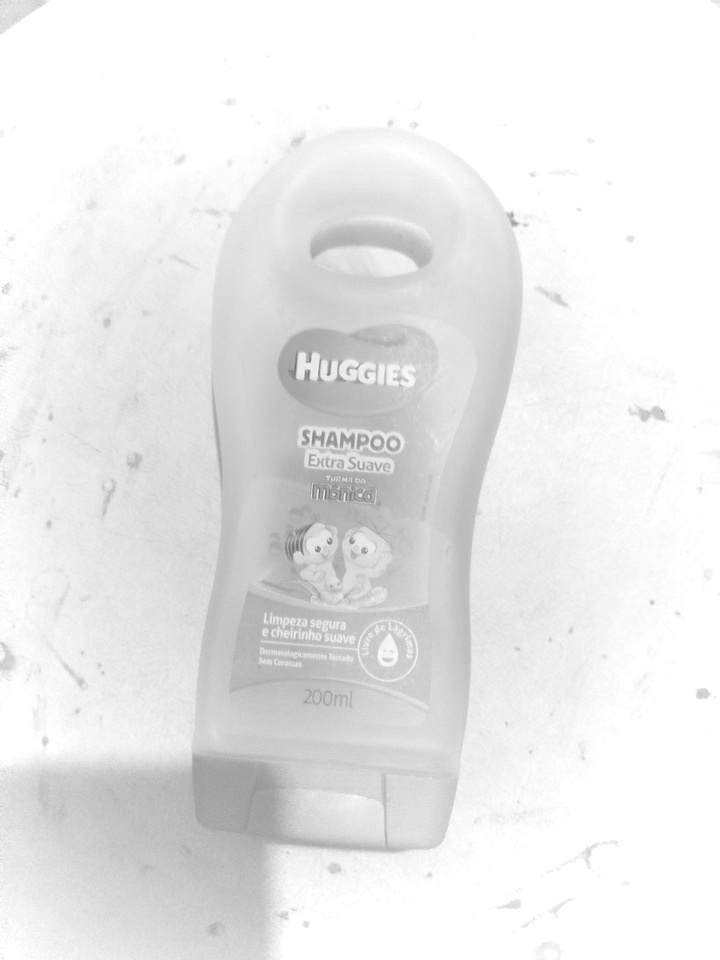 HUGGIES
SHAMPOO
Extra Suave
TURMA DA
Mônica
Limpeza segura
e cheirinho suave
Dermatologicamente Testado
Sem Corantes
Livre de Lágrimas
200ml